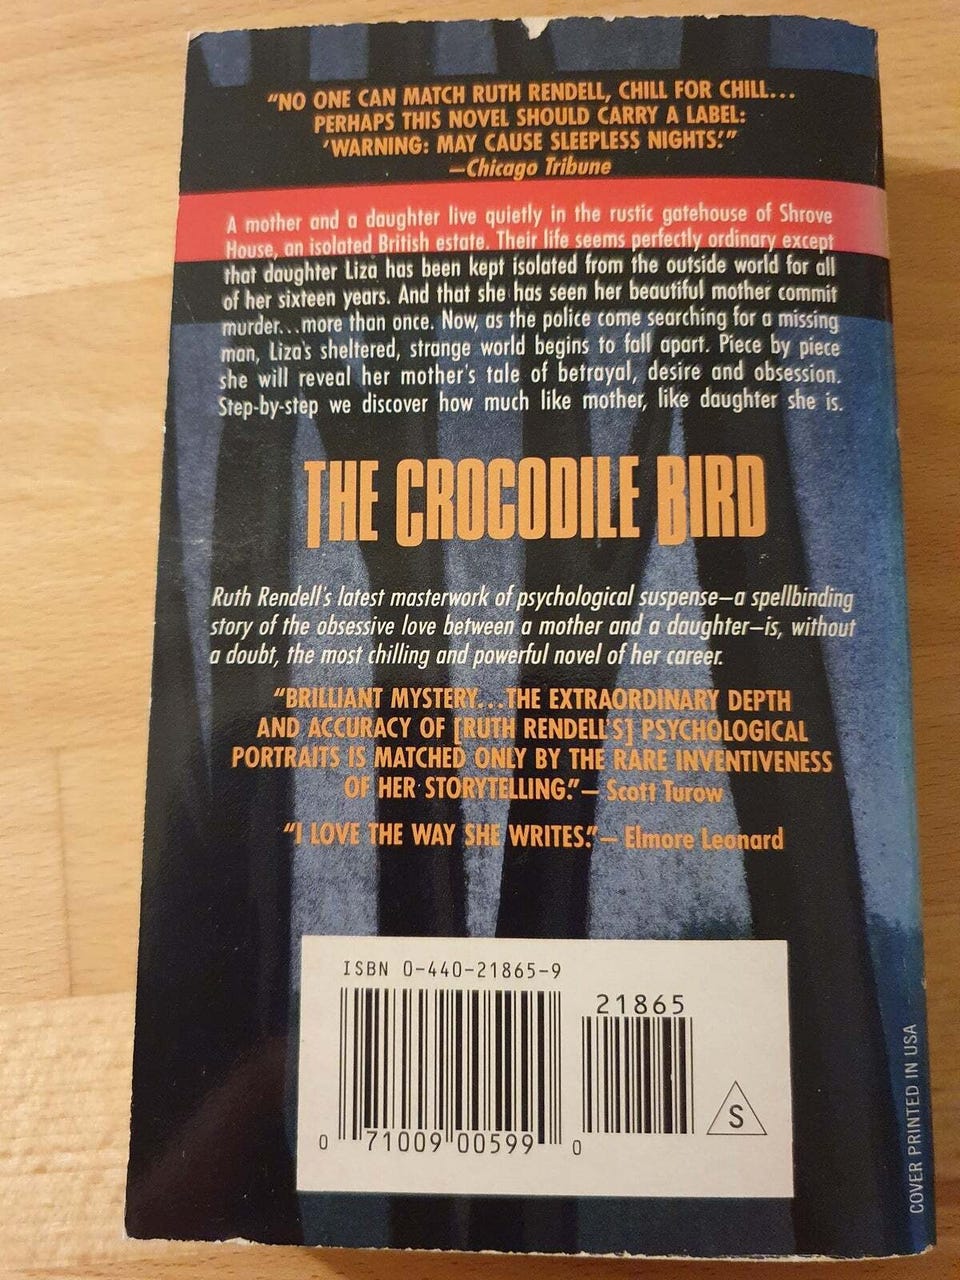 “NO ONE CAN MATCH RUTH RENDELL, CHILL FOR CHILL...
PERHAPS THIS NOVEL SHOULD CARRY A LABEL:
‘WARNING: MAY CAUSE SLEEPLESS NIGHTS.’”
—Chicago Tribune
A mother and a daughter live quietly in the rustic gatehouse of Shrove
House, an isolated British estate. Their life seems perfectly ordinary except
that daughter Liza has been kept isolated from the outside world for all
of her sixteen years. And that she has seen her beautiful mother commit
murder...more than once. Now, as the police come searching for a missing
man, Liza's sheltered, strange world begins to fall apart. Piece by piece
she will reveal her mother's tale of betrayal, desire and obsession.
Step-by-step we discover how much like mother, like daughter she is.
THE CROCODILE BIRD
Ruth Rendell's latest masterwork of psychological suspense—a spellbinding
story of the obsessive love between a mother and a daughter—is, without
a doubt, the most chilling and powerful novel of her career.
“BRILLIANT MYSTERY...THE EXTRAORDINARY DEPTH
AND ACCURACY OF [RUTH RENDELL'S] PSYCHOLOGICAL
PORTRAITS IS MATCHED ONLY BY THE RARE INVENTIVENESS
OF HER STORYTELLING.”— Scott Turow
“I LOVE THE WAY SHE WRITES.”— Elmore Leonard
ISBN 0-440-21865-9
21865
0 71009 00599 0
S
COVER PRINTED IN USA